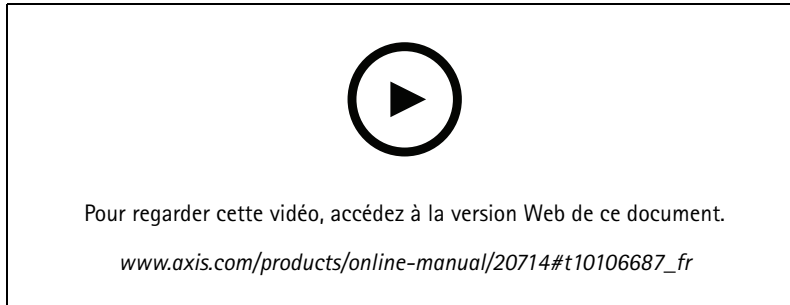 Pour regarder cette vidéo, accédez à la version Web de ce document.
www.axis.com/products/online-manual/20714#t10106687_fr